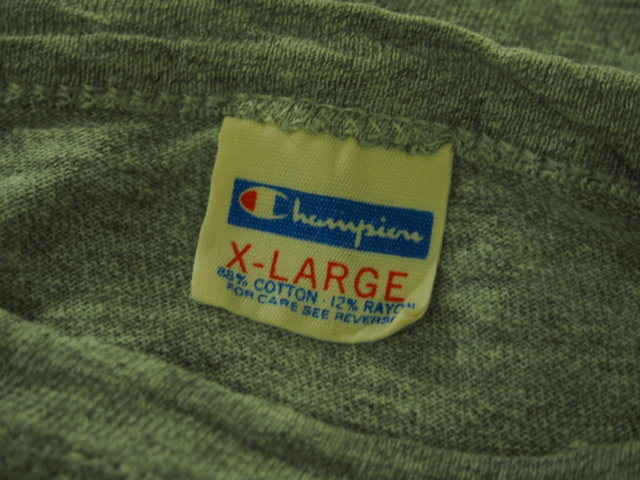 Champion
X-LARGE
88% COTTON · 12% RAYON
FOR CARE SEE REVERSE